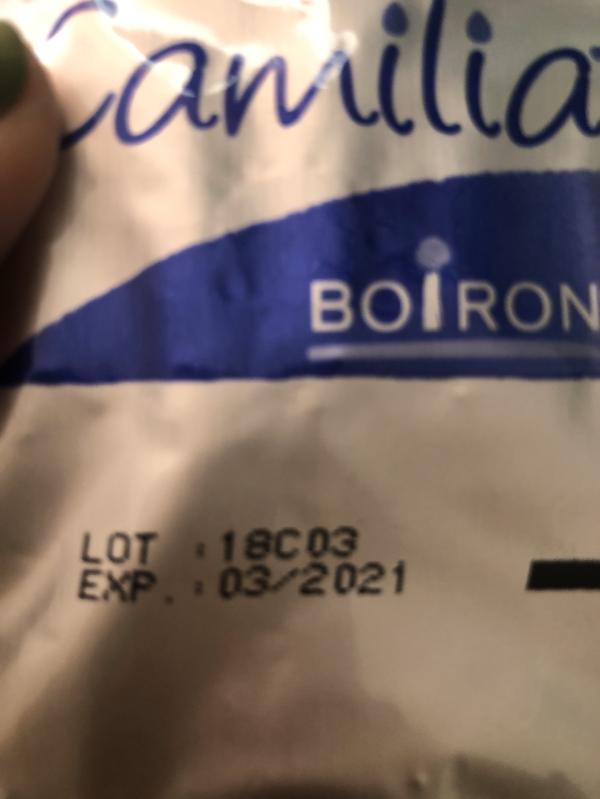 Camilia
BOIRON
LOT : 18C03
EXP. : 03/2021